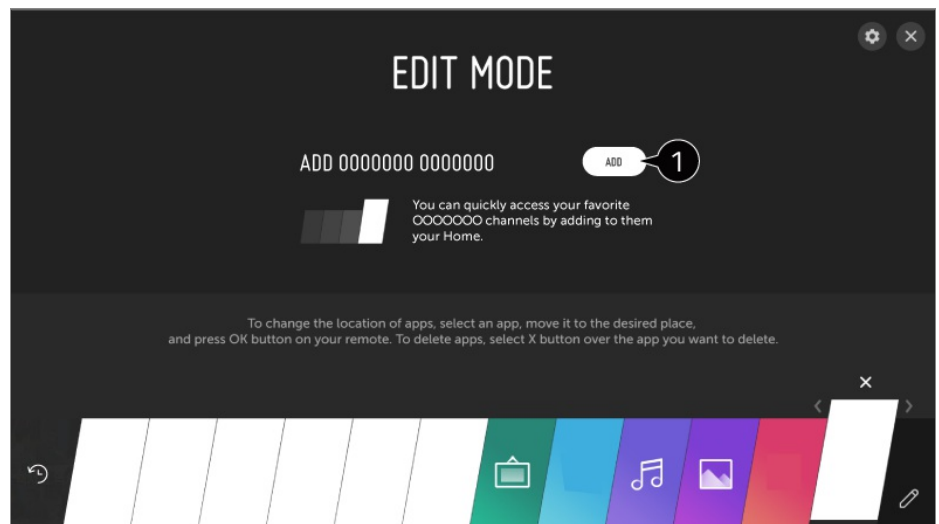 EDIT MODE
ADD OOOOOOO OOOOOOO
ADD
1
You can quickly access your favorite
OOOOOOO channels by adding to them
your Home.
To change the location of apps, select an app, move it to the desired place,
and press OK button on your remote. To delete apps, select X button over the app you want to delete.